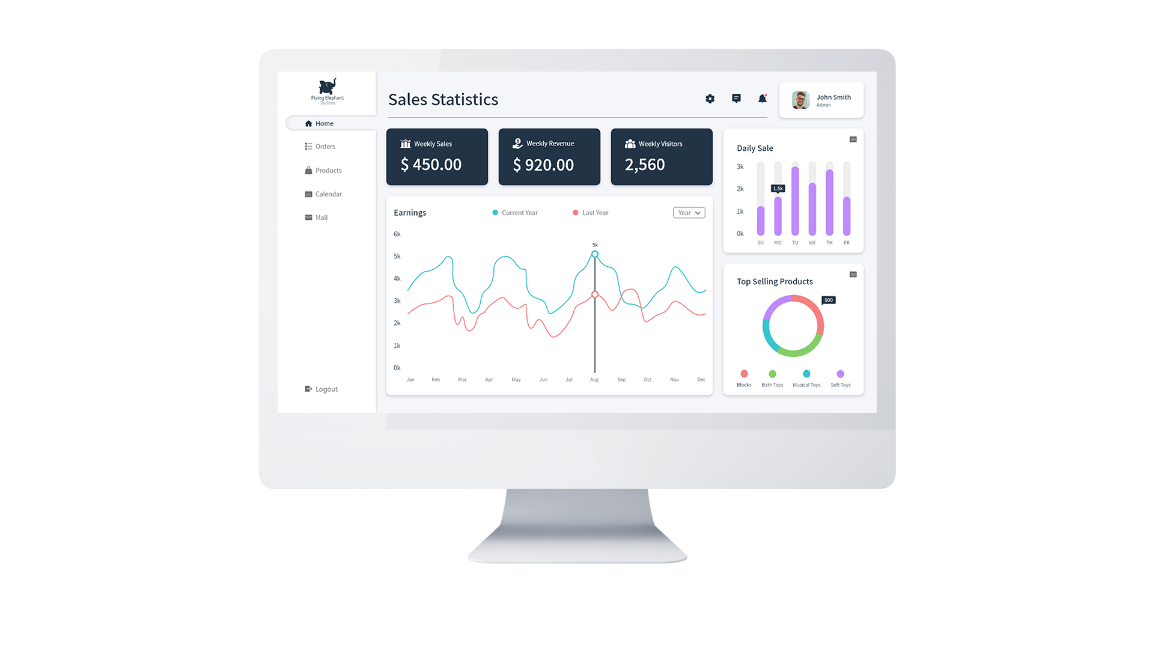 Flying Elephant
Home
Orders
Products
Calendar
Mail
Logout
Sales Statistics
John Smith
Admin
Weekly Sales
$ 450.00
Weekly Revenue
$ 920.00
Weekly Visitors
2,560
Earnings
Current Year
Last Year
Year
6k
5k
4k
3k
2k
1k
0k
5k
Jan Feb Mar Apr May Jun Jul Aug Sep Oct Nov Dec
Daily Sale
3k
2k
1k
0k
1,5k
SU MO TU WE TH FR
Top Selling Products
500
Blocks Bath Toys Musical Toys Soft Toys